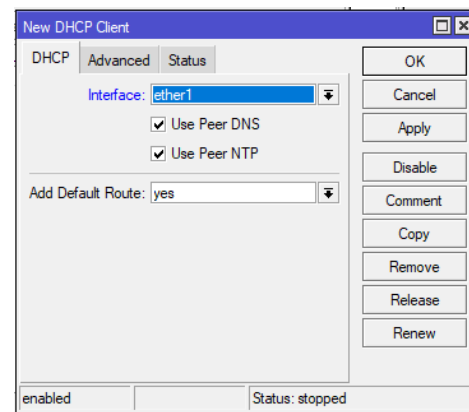 New DHCP Client
DHCP Advanced Status
Interface: ether1
Use Peer DNS
Use Peer NTP
Add Default Route: yes
OK
Cancel
Apply
Disable
Comment
Copy
Remove
Release
Renew
enabled Status: stopped